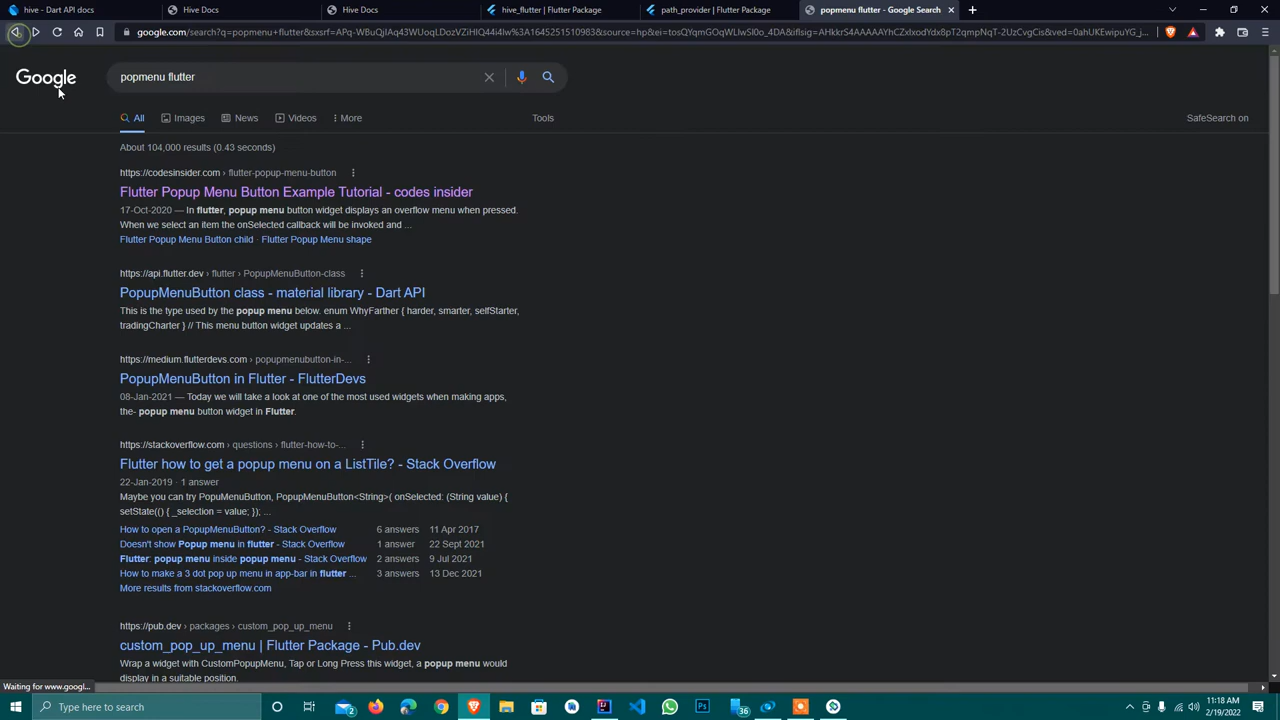 hive - Dart API docs
Hive Docs
Hive Docs
hive_flutter | Flutter Package
path_provider | Flutter Package
popmenu flutter - Google Search
google.com/search?q=popmenu+flutter&sxsrf=
Google
popmenu flutter
All
Images
News
Videos
More
Tools
SafeSearch on
About 104,000 results (0.43 seconds)
https://codesinsider.com › flutter-popup-menu-button
Flutter Popup Menu Button Example Tutorial - codes insider
17-Oct-2020 — In flutter, popup menu button widget displays an overflow menu when pressed.
When we select an item the onSelected callback will be invoked and ...
Flutter Popup Menu Button child · Flutter Popup Menu shape
https://api.flutter.dev › flutter › PopupMenuButton-class
PopupMenuButton class - material library - Dart API
This is the type used by the popup menu below. enum WhyFarther { harder, smarter, selfStarter,
tradingCharter } // This menu button widget updates a ...
https://medium.flutterdevs.com › popupmenubutton-in-...
PopupMenuButton in Flutter - FlutterDevs
08-Jan-2021 — Today we will take a look at one of the most used widgets when making apps,
the- popup menu button widget in Flutter.
https://stackoverflow.com › questions › flutter-how-to-...
Flutter how to get a popup menu on a ListTile? - Stack Overflow
22-Jan-2019 · 1 answer
Maybe you can try PopuMenuButton, PopupMenuButton<String>( onSelected: (String value) {
setState(() { _selection = value; }); ...
How to open a PopupMenuButton? - Stack Overflow 6 answers 11 Apr 2017
Doesn't show Popup menu in flutter - Stack Overflow 1 answer 22 Sept 2021
Flutter: popup menu inside popup menu - Stack Overflow 2 answers 9 Jul 2021
How to make a 3 dot pop up menu in app-bar in flutter ... 3 answers 13 Dec 2021
More results from stackoverflow.com
https://pub.dev › packages › custom_pop_up_menu
custom_pop_up_menu | Flutter Package - Pub.dev
Wrap a widget with CustomPopupMenu, Tap or Long Press this widget, a popup menu would
display in a suitable position.
Waiting for www.googl...
Type here to search
2
36
11:18 AM
2/19/2022